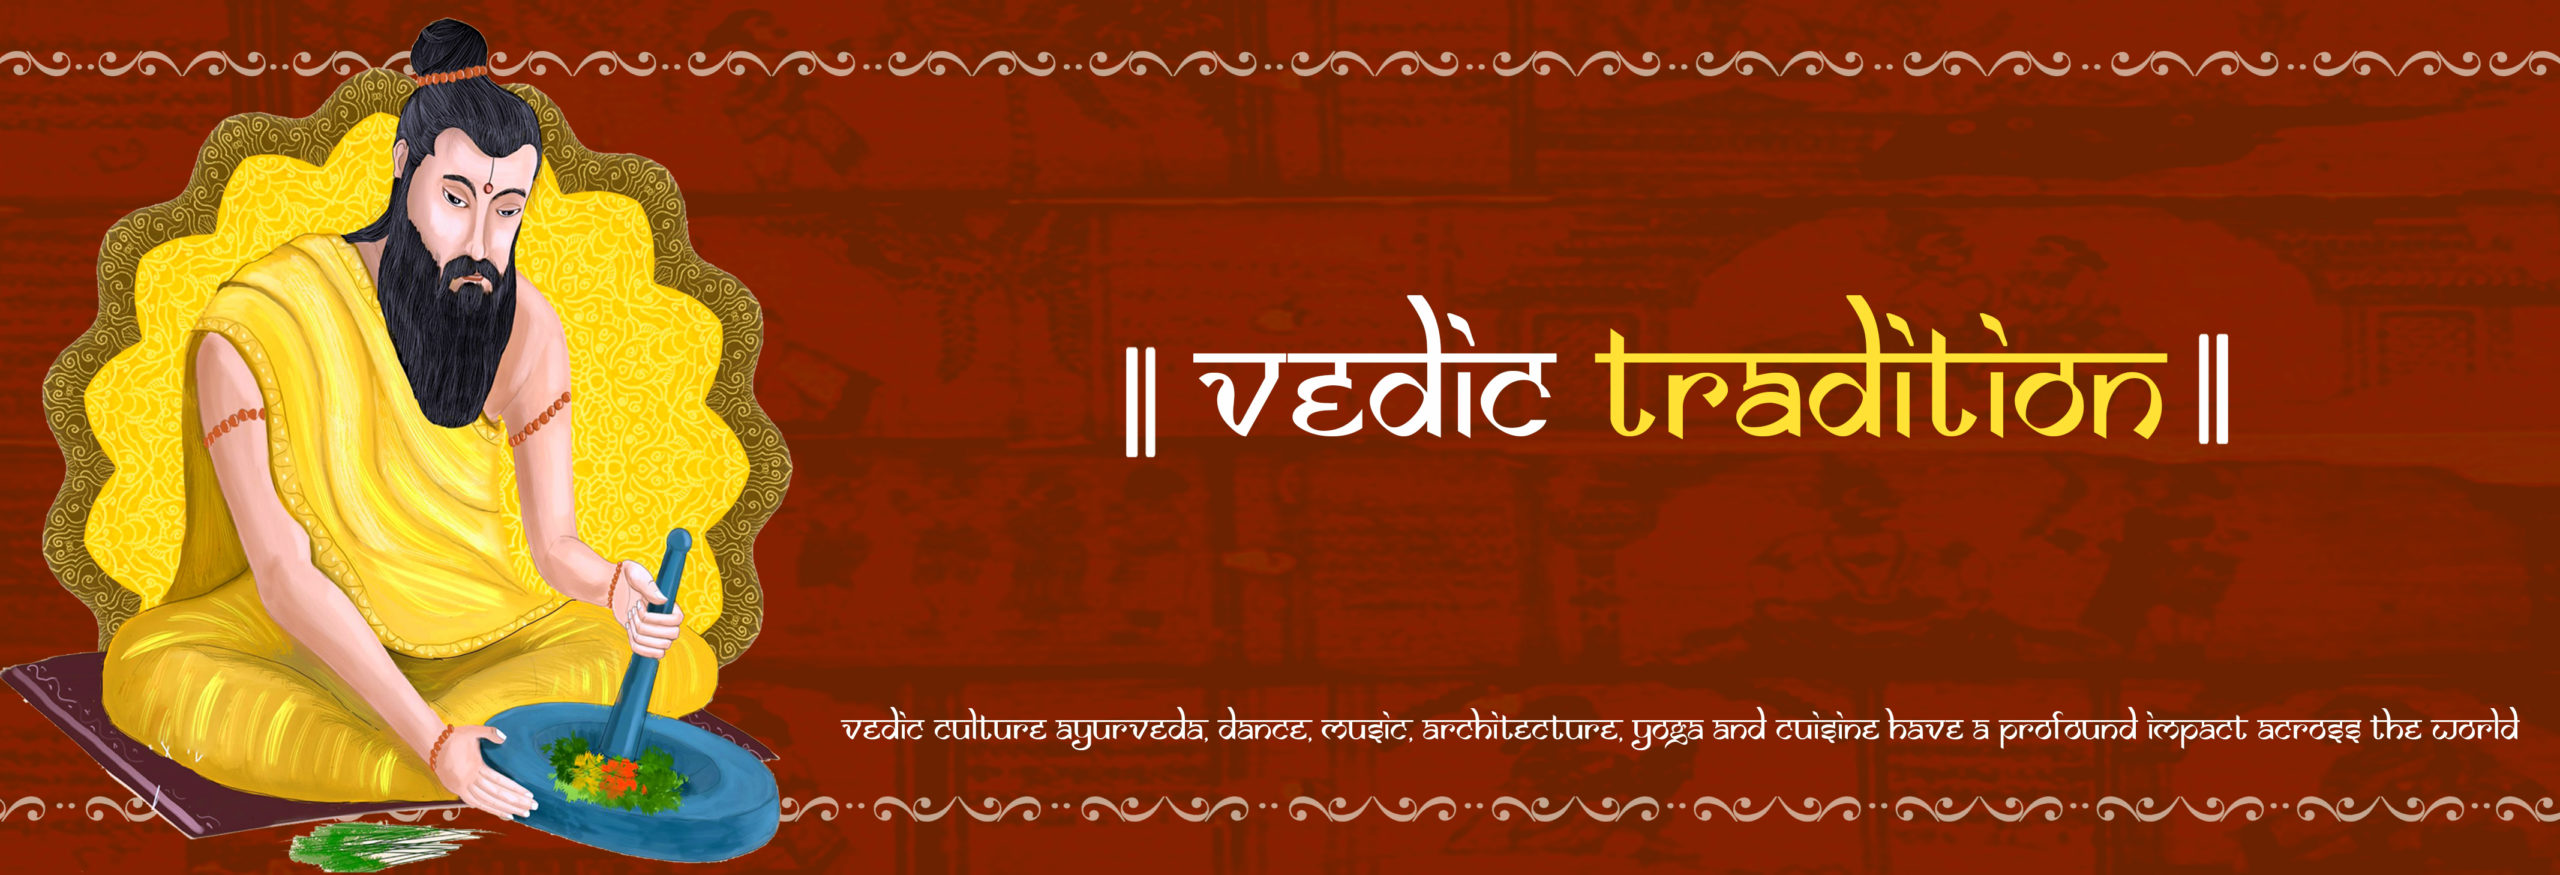 ॥ vedic tradition ॥
vedic culture ayurveda, dance, music, architecture, yoga and cuisine have a profound impact across the world